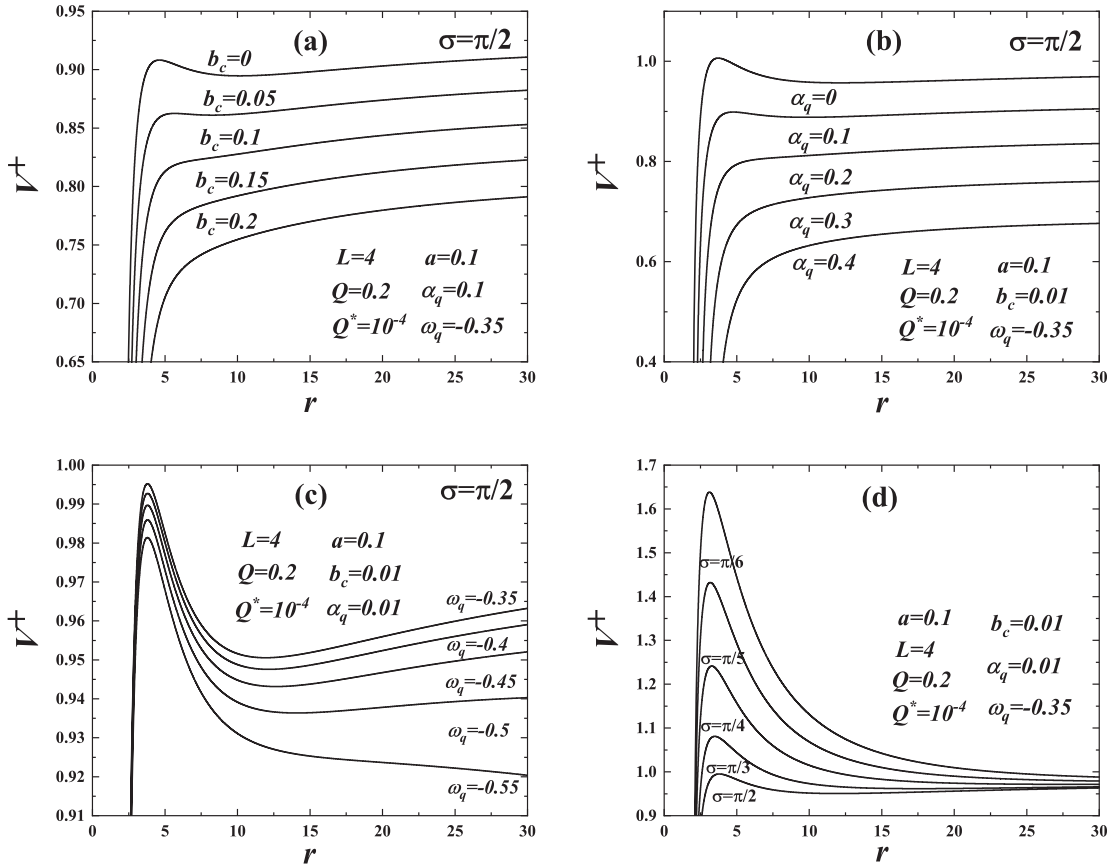 (a) σ=π/2
b_c=0
b_c=0.05
b_c=0.1
b_c=0.15
b_c=0.2
L=4 a=0.1
Q=0.2 α_q=0.1
Q*=10⁻⁴ ω_q=-0.35
0.95
0.90
0.85
0.80
0.75
0.70
0.65
V⁺
0 5 10 15 20 25 30
r
(b) σ=π/2
α_q=0
α_q=0.1
α_q=0.2
α_q=0.3
α_q=0.4
L=4 a=0.1
Q=0.2 b_c=0.01
Q*=10⁻⁴ ω_q=-0.35
1.0
0.8
0.6
0.4
V⁺
0 5 10 15 20 25 30
r
(c) σ=π/2
L=4 a=0.1
Q=0.2 b_c=0.01
Q*=10⁻⁴ α_q=0.01
ω_q=-0.35
ω_q=-0.4
ω_q=-0.45
ω_q=-0.5
ω_q=-0.55
1.00
0.99
0.98
0.97
0.96
0.95
0.94
0.93
0.92
0.91
V⁺
0 5 10 15 20 25 30
r
(d)
σ=π/6
σ=π/5
σ=π/4
σ=π/3
σ=π/2
a=0.1 b_c=0.01
L=4
α_q=0.01
Q=0.2
ω_q=-0.35
Q*=10⁻⁴
1.7
1.6
1.5
1.4
1.3
1.2
1.1
1.0
0.9
V⁺
0 5 10 15 20 25 30
r